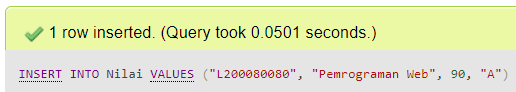 1 row inserted. (Query took 0.0501 seconds.)
INSERT INTO Nilai VALUES ("L200080080", "Pemrograman Web", 90, "A")